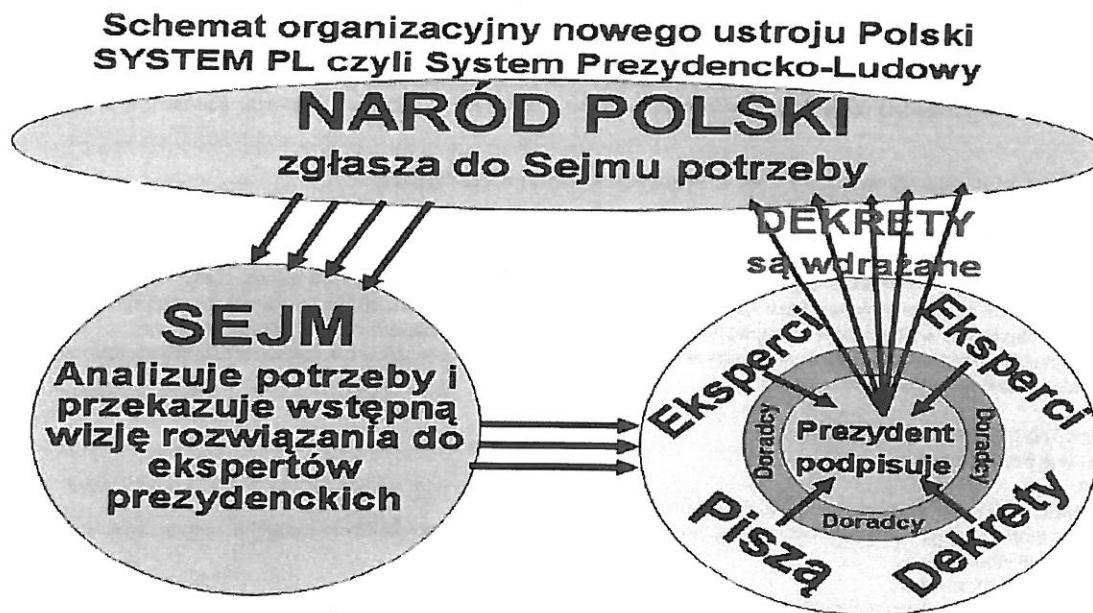 Schemat organizacyjny nowego ustroju Polski
SYSTEM PL czyli System Prezydencko-Ludowy
NARÓD POLSKI
zgłasza do Sejmu potrzeby
DEKRETY
są wdrażane
SEJM
Analizuje potrzeby i
przekazuje wstępną
wizję rozwiązania do
ekspertów
prezydenckich
Eksperci
Eksperci
Doradcy
Doradcy
Prezydent
podpisuje
Doradcy
Piszą
Dekrety